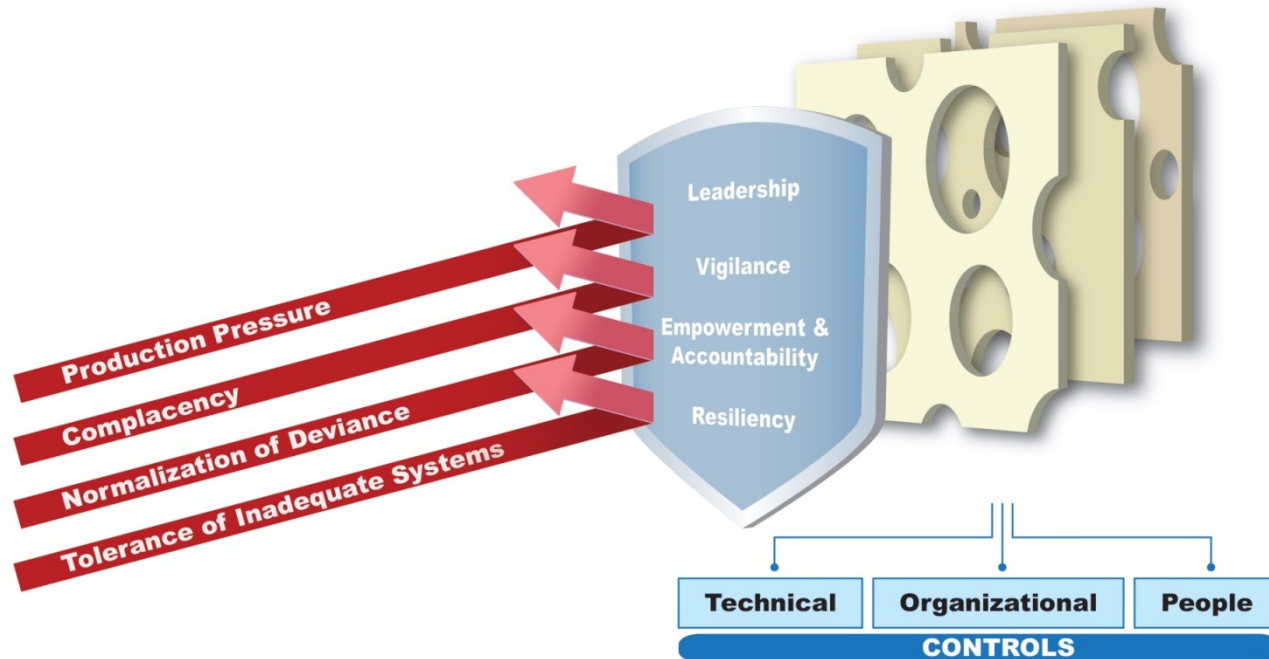 Production Pressure
Complacency
Normalization of Deviance
Tolerance of Inadequate Systems
Leadership
Vigilance
Empowerment &
Accountability
Resiliency
Technical
Organizational
People
CONTROLS